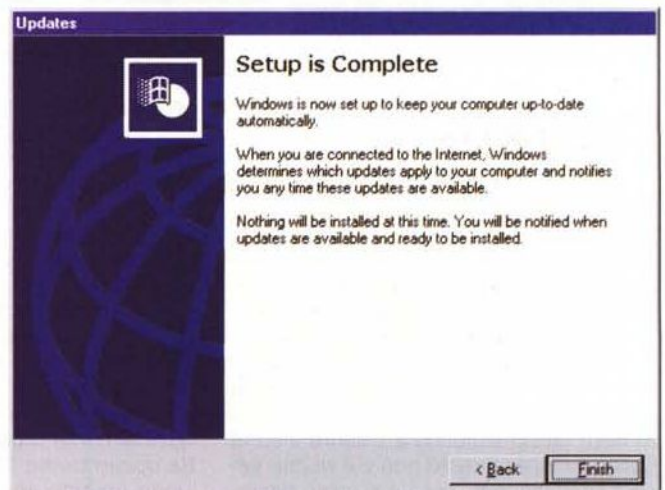 Updates
Setup is Complete
Windows is now set up to keep your computer up-to-date
automatically.
When you are connected to the Internet, Windows
determines which updates apply to your computer and notifies
you any time these updates are available.
Nothing will be installed at this time. You will be notified when
updates are available and ready to be installed.
< Back
Finish